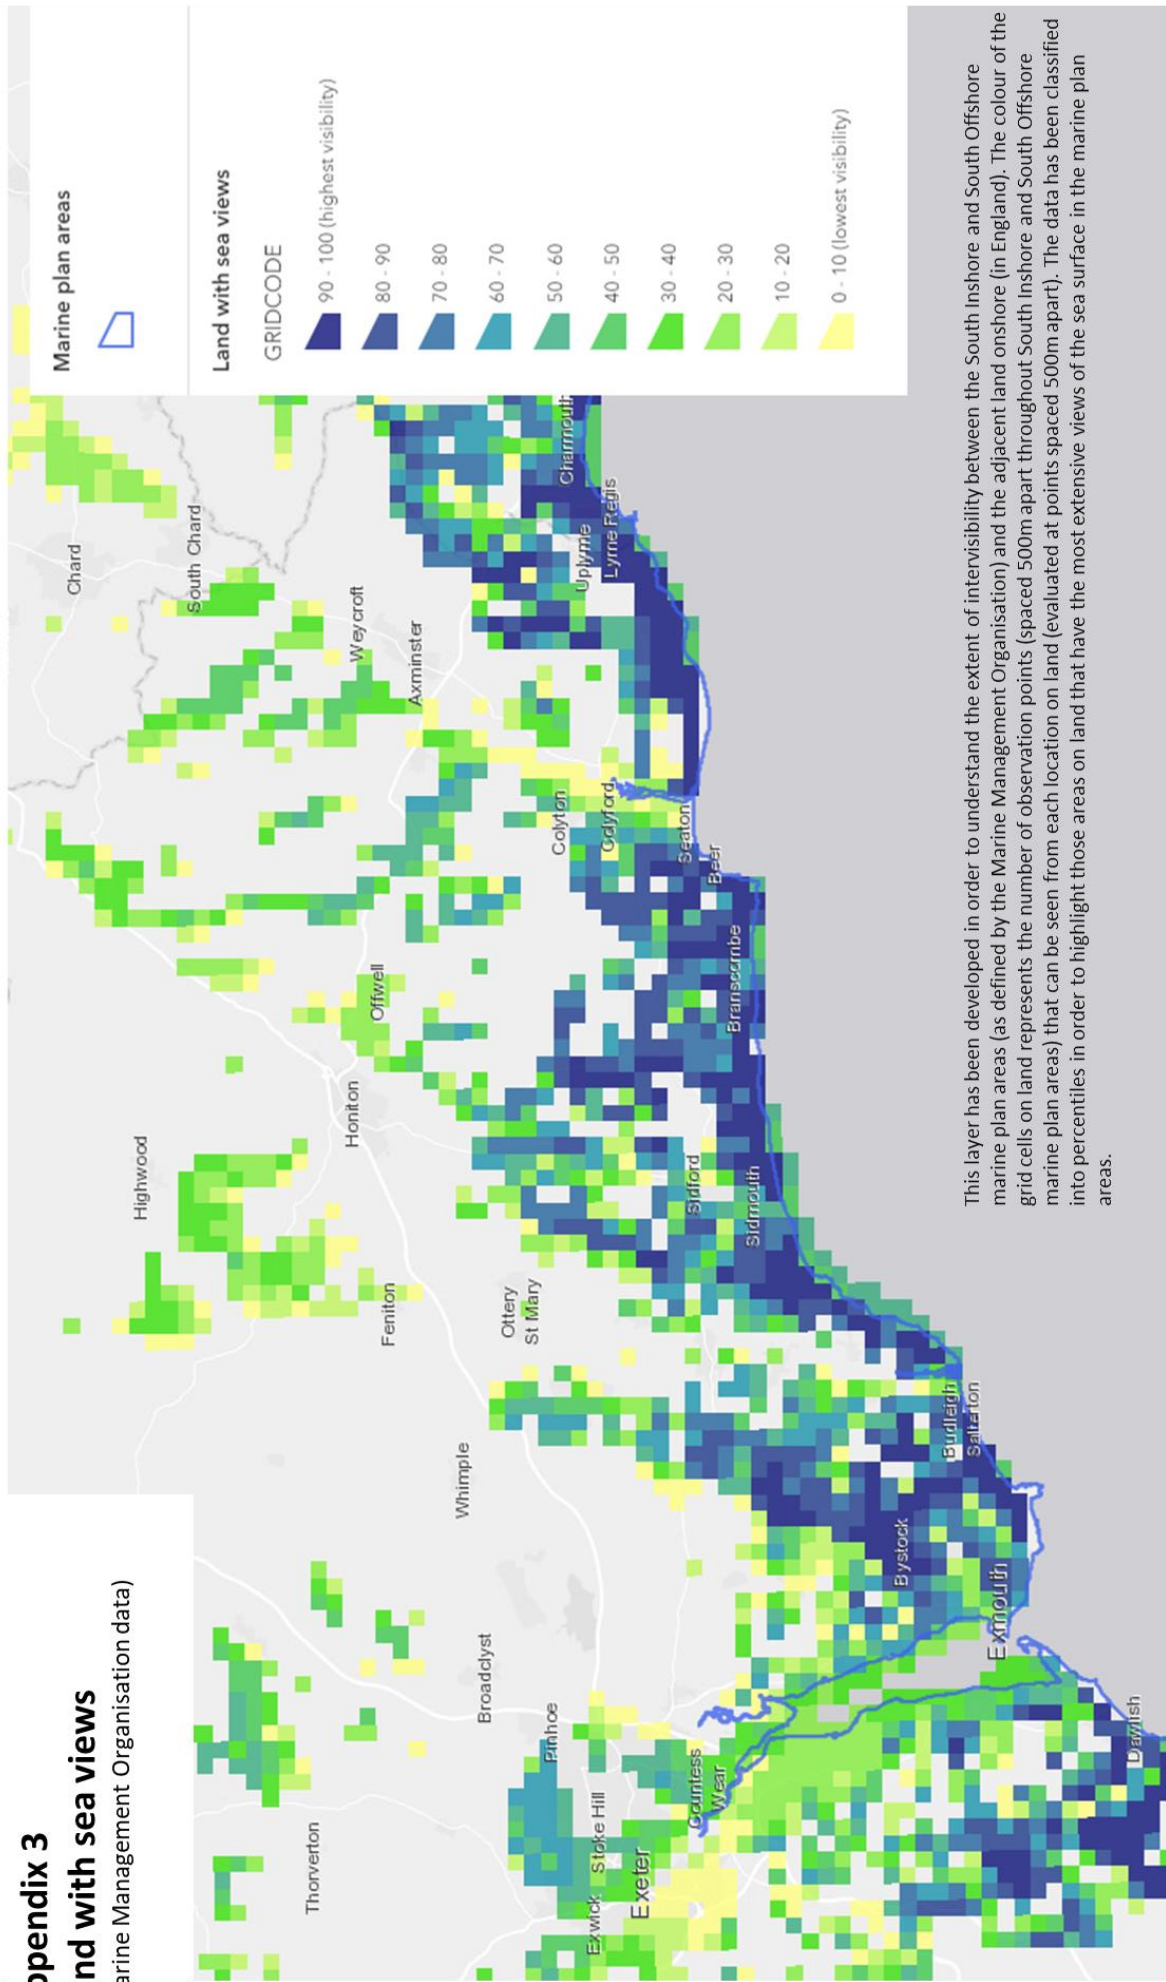 ppendix 3
nd with sea views
arine Management Organisation data)
Marine plan areas
Land with sea views
GRIDCODE
90 - 100 (highest visibility)
80 - 90
70 - 80
60 - 70
50 - 60
40 - 50
30 - 40
20 - 30
10 - 20
0 - 10 (lowest visibility)
Chard
Highwood
South Chard
Thorverton
Honiton
Weycroft
Feniton
Offwell
Axminster
Whimple
Broadclyst
Ottery
St Mary
Pinhoe
Colyton
Charmouth
Exwick
Stoke Hill
Uplyme
Colyford
Lyme Regis
Exeter
Sidford
Seaton
Countess
Wear
Beer
Branscombe
Sidmouth
Bystock
Budleigh
Salterton
Exmouth
Dawlish
This layer has been developed in order to understand the extent of intervisibility between the South Inshore and South Offshore
marine plan areas (as defined by the Marine Management Organisation) and the adjacent land onshore (in England). The colour of the
grid cells on land represents the number of observation points (spaced 500m apart throughout South Inshore and South Offshore
marine plan areas) that can be seen from each location on land (evaluated at points spaced 500m apart). The data has been classified
into percentiles in order to highlight those areas on land that have the most extensive views of the sea surface in the marine plan
areas.